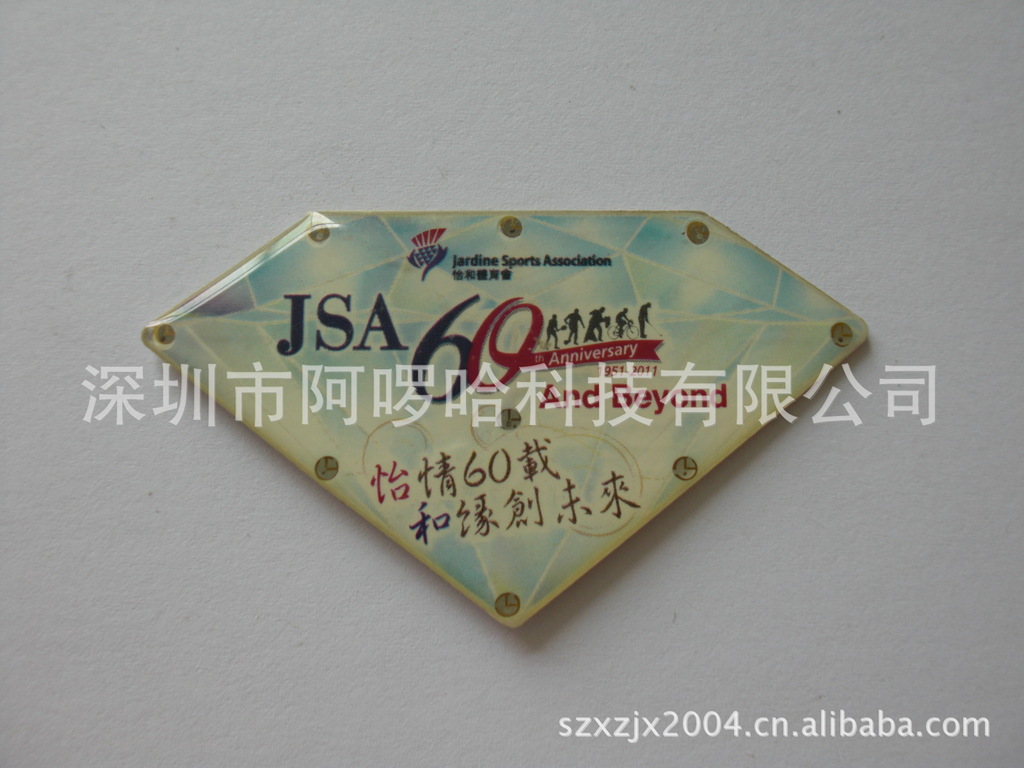 Jardine Sports Association
怡和體育會
JSA 60
th Anniversary
1951-2011
And Beyond
深圳市阿啰哈科技有限公司
怡情60載
和緣創未來
szxzjx2004.cn.alibaba.com